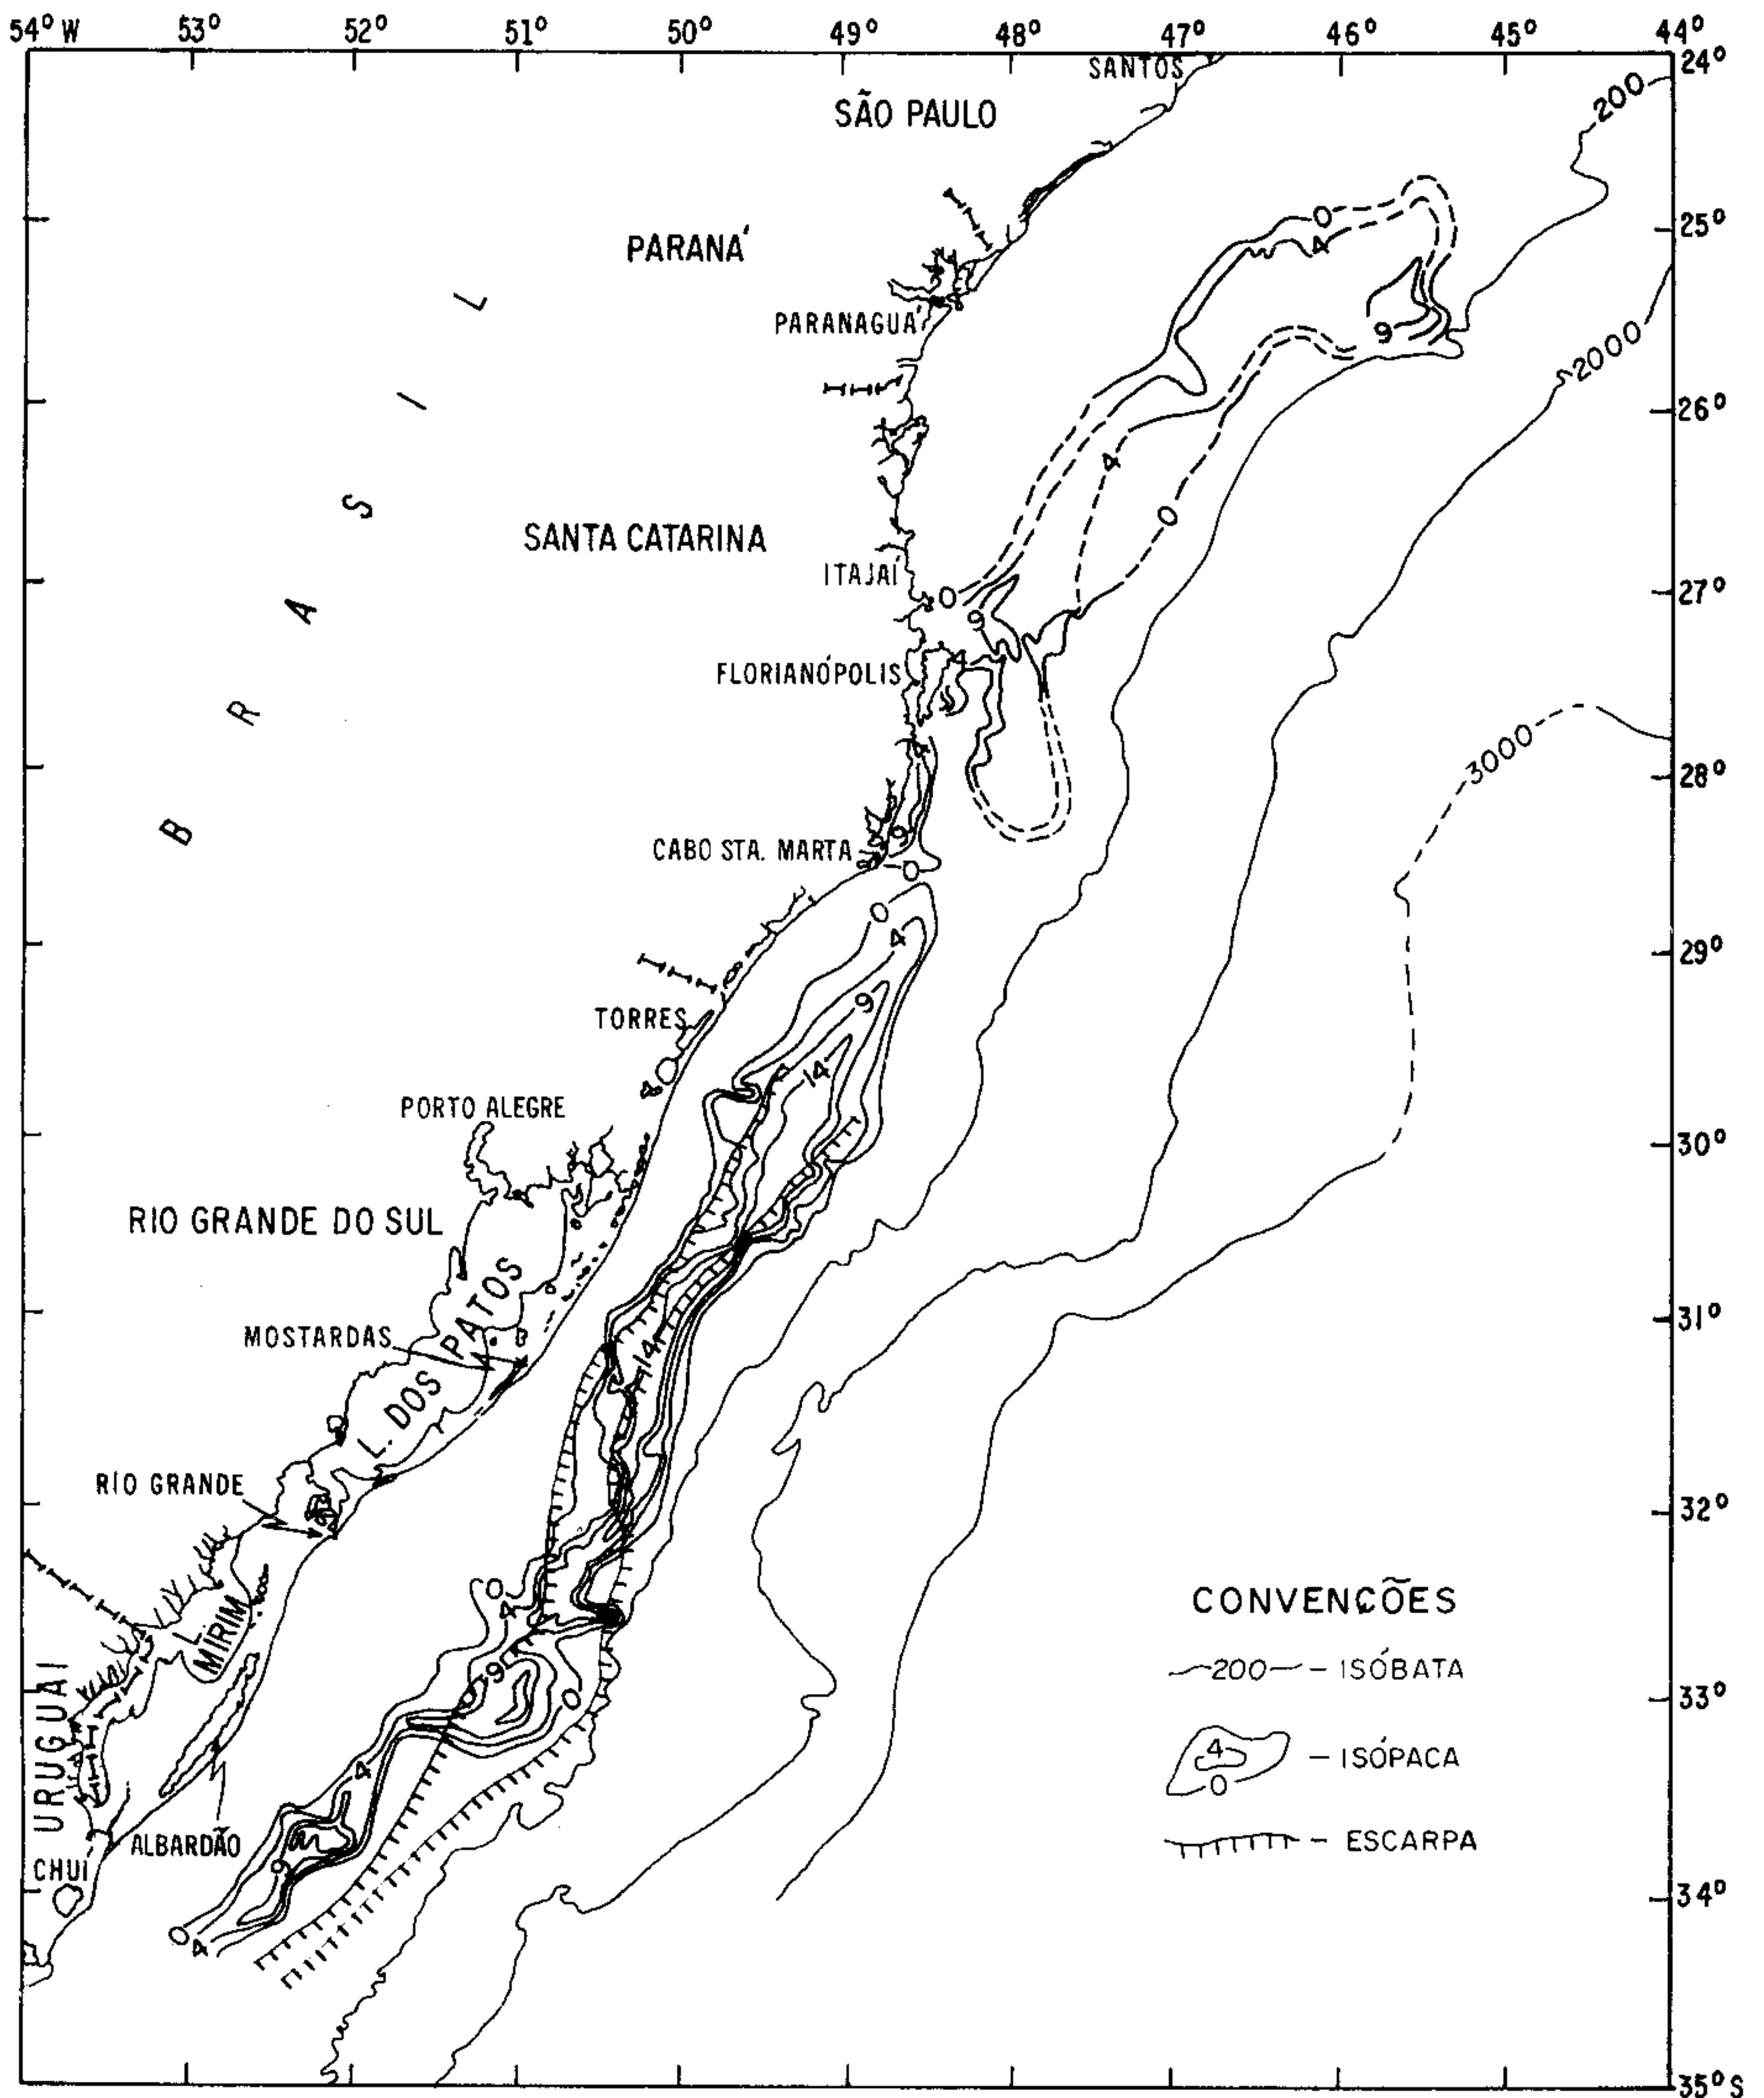 54° W 53° 52° 51° 50° 49° 48° 47° 46° 45° 44°
24°
SANTOS
SÃO PAULO
200
25°
0
4
PARANÁ
PARANAGUÁ
9
2000
26°
4
0
SANTA CATARINA
ITAJAÍ
0
27°
9
FLORIANÓPOLIS
4
BRASIL
3000
4
28°
9
CABO STA. MARTA
0
0
4
29°
9
TORRES
14
PORTO ALEGRE
30°
RIO GRANDE DO SUL
31°
L. DOS PATOS
MOSTARDAS
14
RIO GRANDE
32°
0
4
L. MIRIM
9
0
33°
URUGUAI
4
ALBARDÃO
9
CHUÍ
34°
0
4
35° S
CONVENÇÕES
200 - ISÓBATA
4
0
- ISÓPACA
- ESCARPA